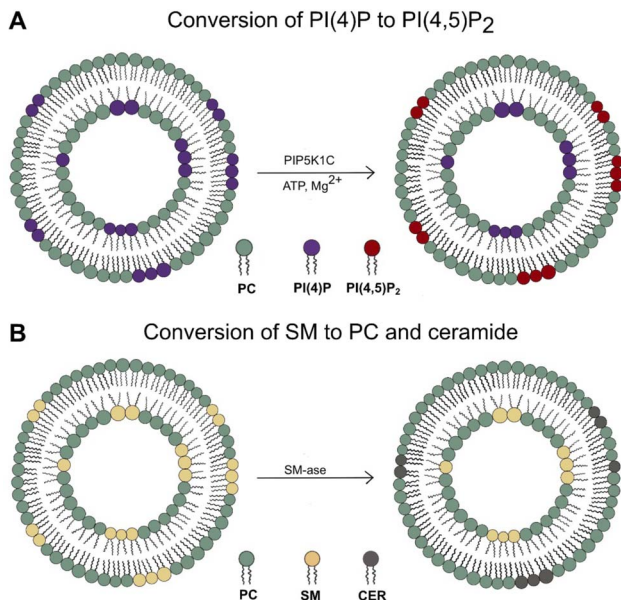 A
Conversion of PI(4)P to PI(4,5)P₂
PIP5K1C
ATP, Mg²⁺
PC PI(4)P PI(4,5)P₂
B
Conversion of SM to PC and ceramide
SM-ase
PC SM CER